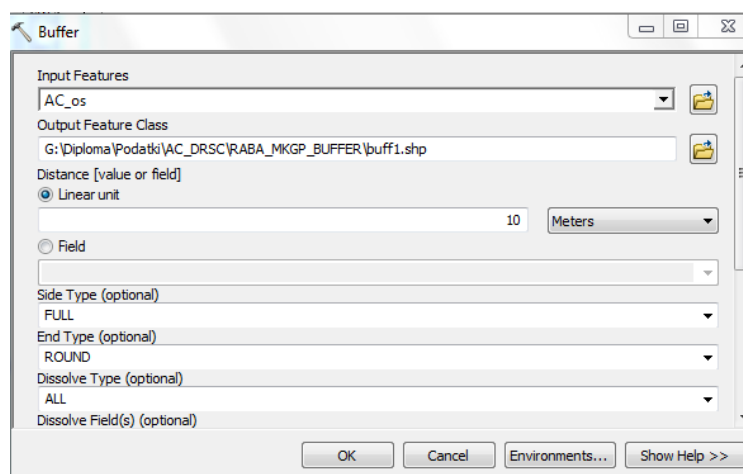 Buffer
Input Features
AC_os
Output Feature Class
G:\Diploma\Podatki\AC_DRSC\RABA_MKGP_BUFFER\buff1.shp
Distance [value or field]
Linear unit
10 Meters
Field
Side Type (optional)
FULL
End Type (optional)
ROUND
Dissolve Type (optional)
ALL
Dissolve Field(s) (optional)
OK Cancel Environments... Show Help >>